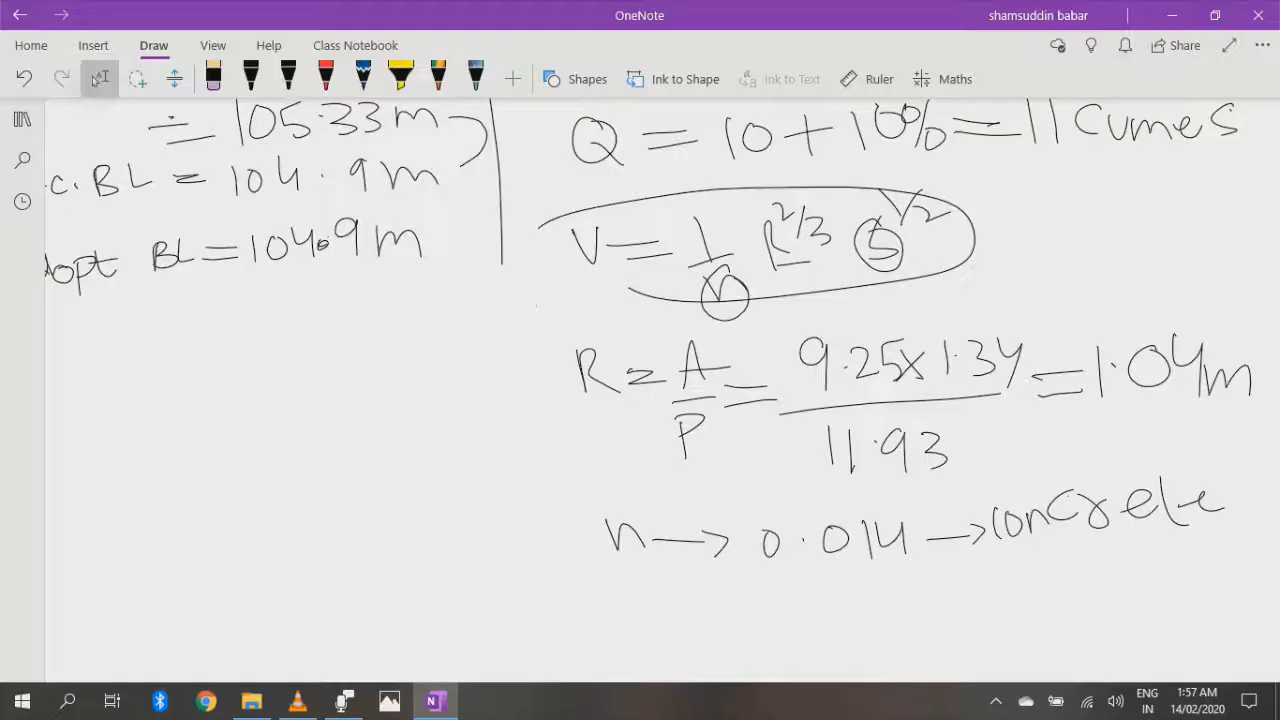 OneNote
shamsuddin babar
Home Insert Draw View Help Class Notebook
Share
Shapes Ink to Shape Ink to Text Ruler Maths
= 105.33 m
c. BL = 104.9 m
dopt BL = 104.9 m
Q = 10 + 10% = 11 cumes
V = 1/n R^2/3 S^1/2
R = A/P = 9.25 x 1.34 / 11.93 = 1.04 m
n → 0.014 → concrete
ENG 1:57 AM
IN 14/02/2020